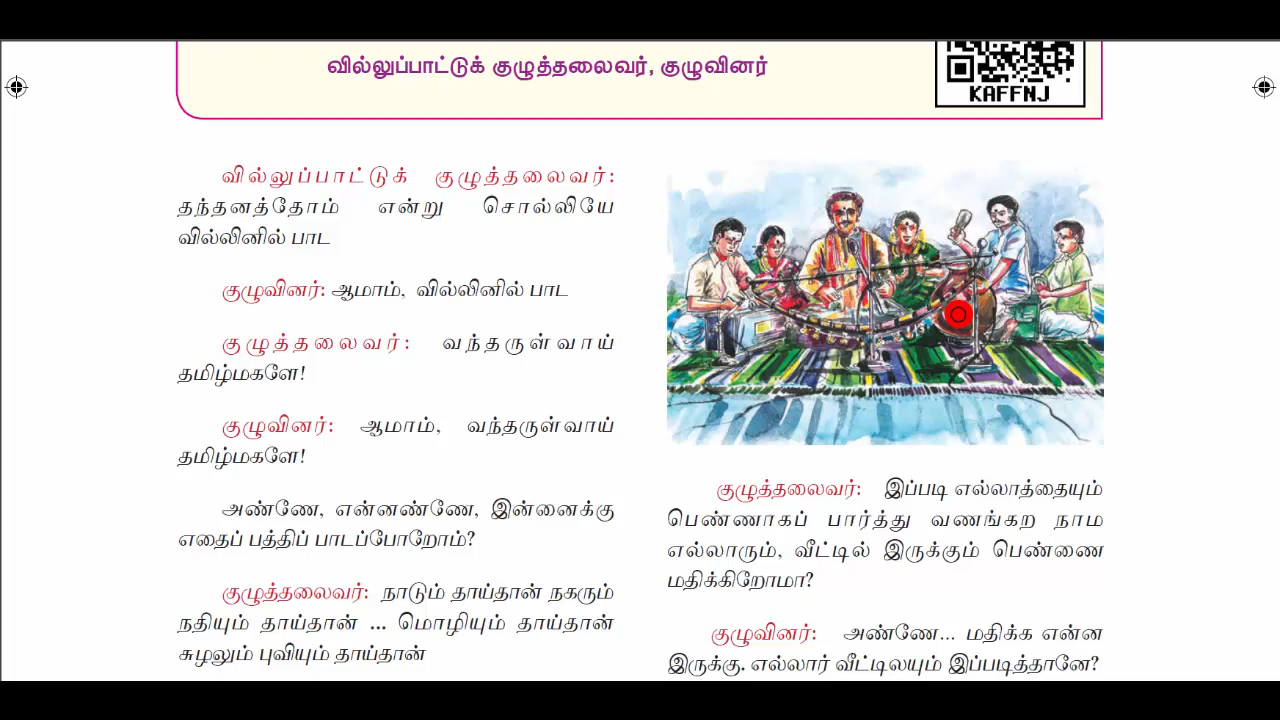 வில்லுப்பாட்டுக் குழுத்தலைவர், குழுவினர்
KAFFNJ
வில்லுப்பாட்டுக் குழுத்தலைவர்:
தந்தனத்தோம் என்று சொல்லியே
வில்லினில் பாட
குழுவினர்: ஆமாம், வில்லினில் பாட
குழுத்தலைவர்: வந்தருள்வாய்
தமிழ்மகளே!
குழுவினர்: ஆமாம், வந்தருள்வாய்
தமிழ்மகளே!
அண்ணே, என்னண்ணே, இன்னைக்கு
எதைப் பத்திப் பாடப்போறோம்?
குழுத்தலைவர்: நாடும் தாய்தான் நகரும்
நதியும் தாய்தான் ... மொழியும் தாய்தான்
சுழலும் புவியும் தாய்தான்
குழுத்தலைவர்: இப்படி எல்லாத்தையும்
பெண்ணாகப் பார்த்து வணங்கற நாம
எல்லாரும், வீட்டில் இருக்கும் பெண்ணை
மதிக்கிறோமா?
குழுவினர்: அண்ணே... மதிக்க என்ன
இருக்கு. எல்லார் வீட்டிலயும் இப்படித்தானே?